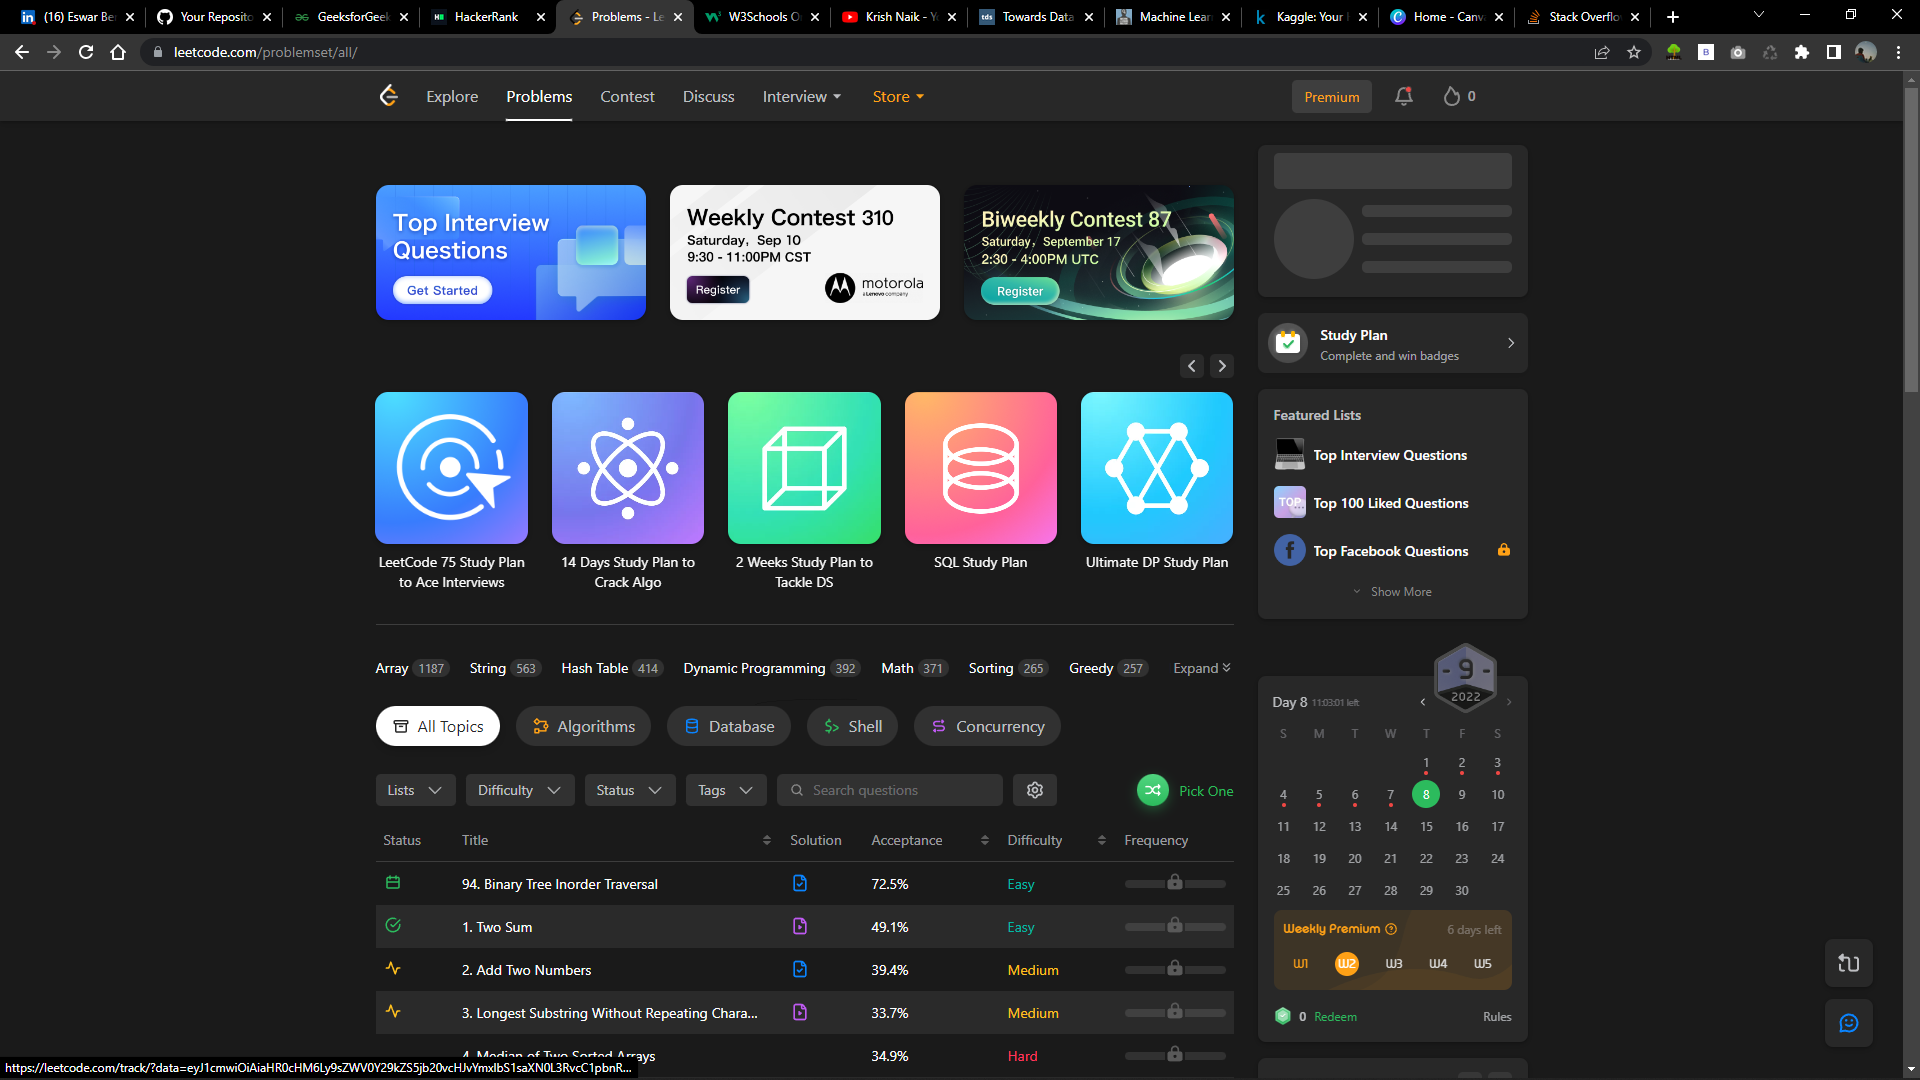 (16) Eswar Be
Your Reposito
GeeksforGeek
HackerRank
Problems - Le
W3Schools O
Krish Naik - Y
Towards Data
Machine Lear
Kaggle: Your
Home - Canv
Stack Overflo
leetcode.com/problemset/all/
Explore
Problems
Contest
Discuss
Interview
Store
Premium
0
Top Interview
Questions
Get Started
Weekly Contest 310
Saturday, Sep 10
9:30 - 11:00PM CST
Register
motorola
a Lenovo company
Biweekly Contest 87
Saturday, September 17
2:30 - 4:00PM UTC
Register
Study Plan
Complete and win badges
LeetCode 75 Study Plan
to Ace Interviews
14 Days Study Plan to
Crack Algo
2 Weeks Study Plan to
Tackle DS
SQL Study Plan
Ultimate DP Study Plan
Featured Lists
Top Interview Questions
TOP
Top 100 Liked Questions
Top Facebook Questions
Show More
Array 1187
String 563
Hash Table 414
Dynamic Programming 392
Math 371
Sorting 265
Greedy 257
Expand
All Topics
Algorithms
Database
Shell
Concurrency
Lists
Difficulty
Status
Tags
Search questions
Pick One
Status Title Solution Acceptance Difficulty Frequency
94. Binary Tree Inorder Traversal 72.5% Easy
1. Two Sum 49.1% Easy
2. Add Two Numbers 39.4% Medium
3. Longest Substring Without Repeating Chara... 33.7% Medium
4. Median of Two Sorted Arrays 34.9% Hard
Day 8 11:03:01 left
9
2022
S M T W T F S
1 2 3
4 5 6 7 8 9 10
11 12 13 14 15 16 17
18 19 20 21 22 23 24
25 26 27 28 29 30
Weekly Premium
6 days left
W1 W2 W3 W4 W5
0 Redeem
Rules